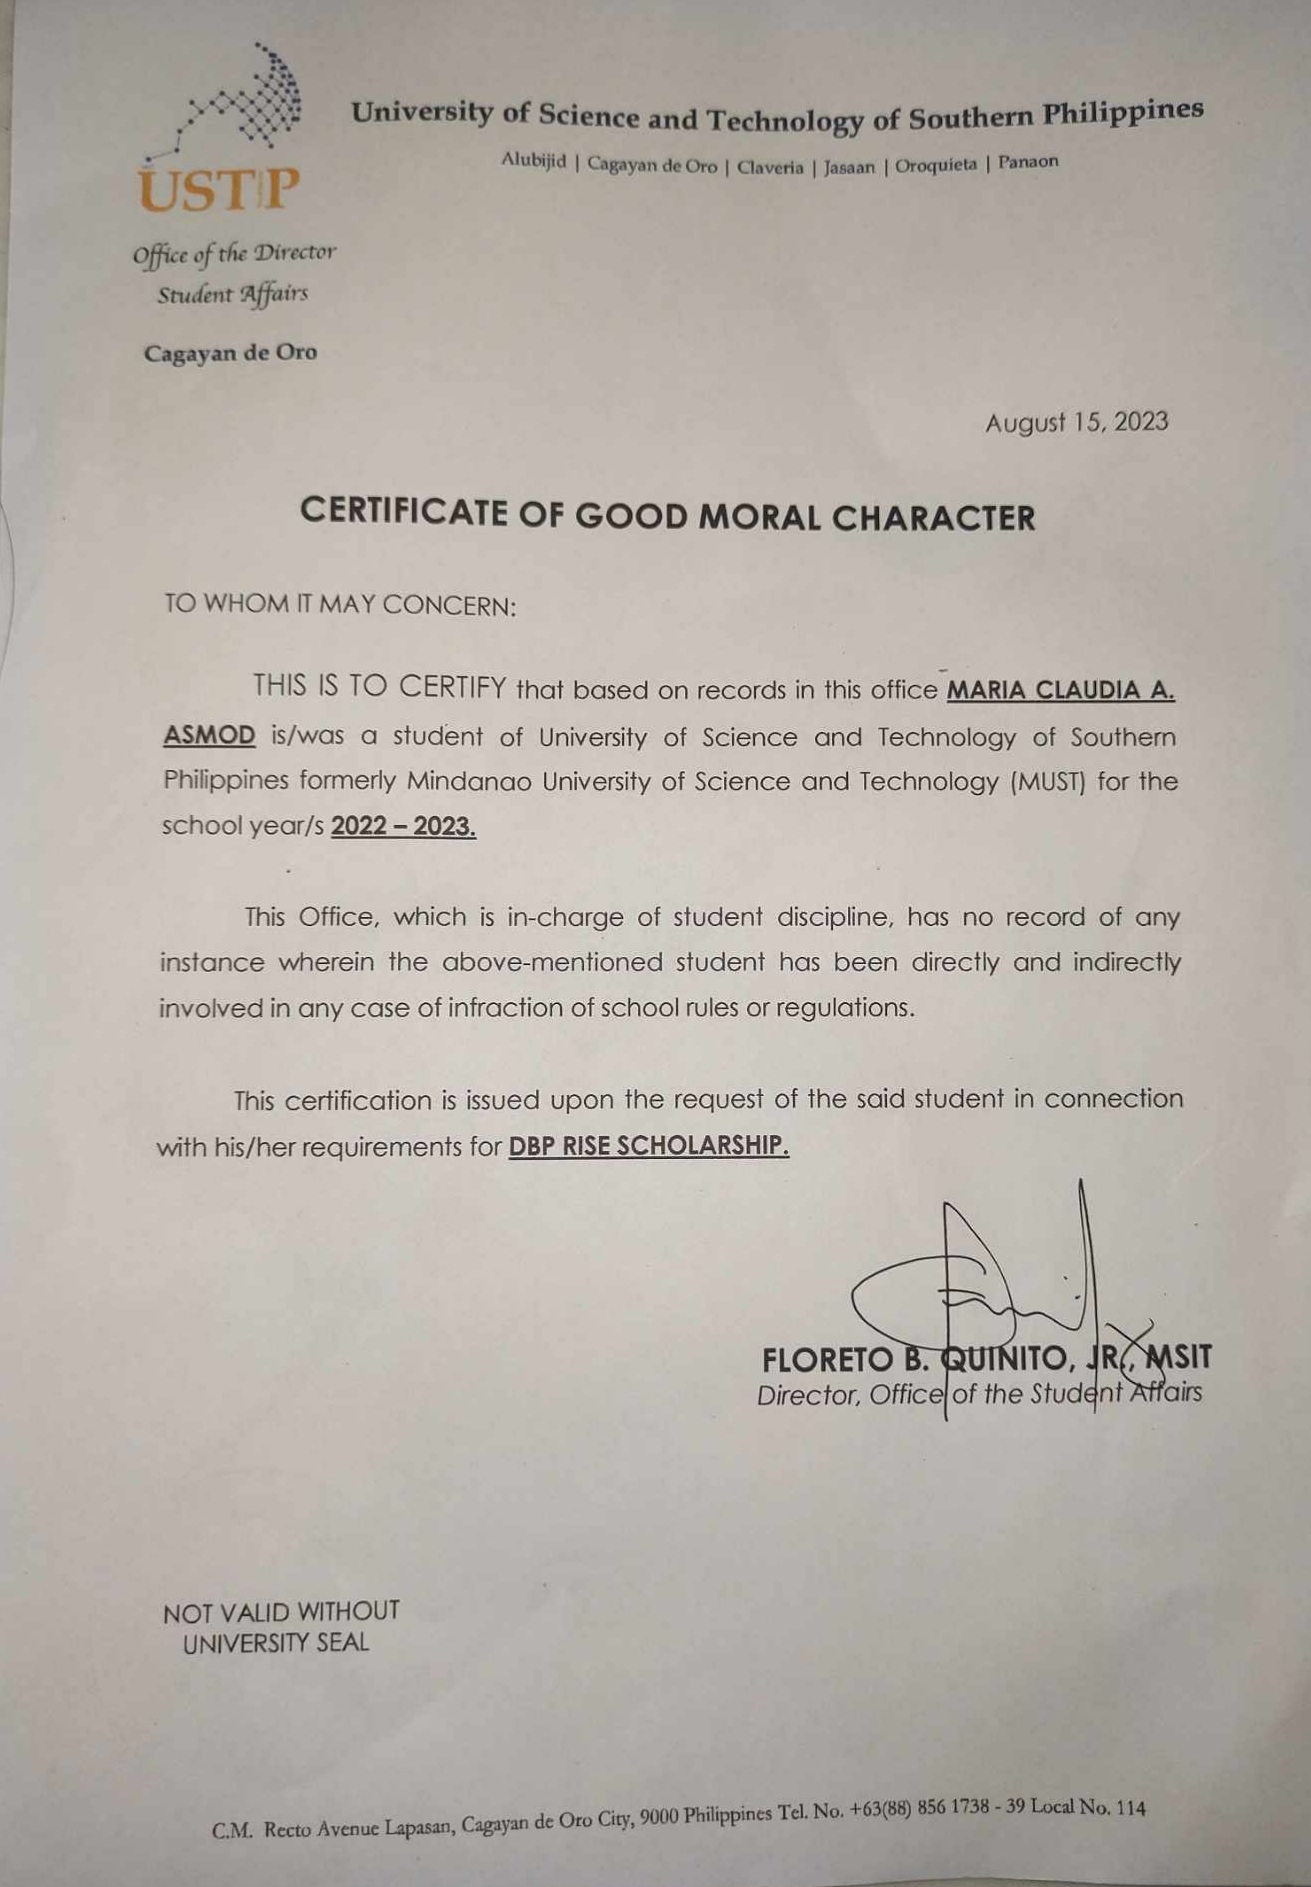 University of Science and Technology of Southern Philippines
Alubijid | Cagayan de Oro | Claveria | Jasaan | Oroquieta | Panaon
USTP
Office of the Director
Student Affairs
Cagayan de Oro
August 15, 2023
CERTIFICATE OF GOOD MORAL CHARACTER
TO WHOM IT MAY CONCERN:
THIS IS TO CERTIFY that based on records in this office MARIA CLAUDIA A.
ASMOD is/was a student of University of Science and Technology of Southern
Philippines formerly Mindanao University of Science and Technology (MUST) for the
school year/s 2022 – 2023.
This Office, which is in-charge of student discipline, has no record of any
instance wherein the above-mentioned student has been directly and indirectly
involved in any case of infraction of school rules or regulations.
This certification is issued upon the request of the said student in connection
with his/her requirements for DBP RISE SCHOLARSHIP.
FLORETO B. QUINITO, JR., MSIT
Director, Office of the Student Affairs
NOT VALID WITHOUT
UNIVERSITY SEAL
C.M. Recto Avenue Lapasan, Cagayan de Oro City, 9000 Philippines Tel. No. +63(88) 856 1738 - 39 Local No. 114